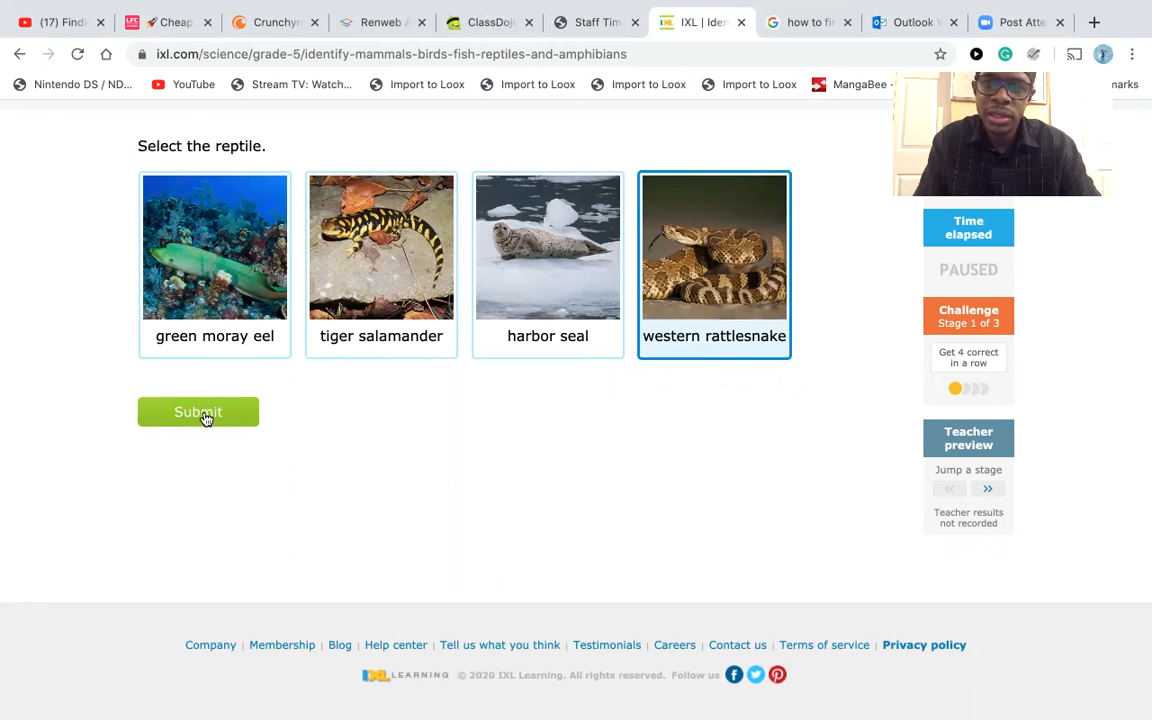 (17) Findi
Cheap
Crunchyr
Renweb
ClassDojo
Staff Tim
IXL | Iden
how to fi
Outlook
Post Atte
ixl.com/science/grade-5/identify-mammals-birds-fish-reptiles-and-amphibians
Nintendo DS / ND...
YouTube
Stream TV: Watch...
Import to Loox
Import to Loox
Import to Loox
Import to Loox
MangaBee -
marks
Select the reptile.
green moray eel
tiger salamander
harbor seal
western rattlesnake
Submit
Time
elapsed
PAUSED
Challenge
Stage 1 of 3
Get 4 correct
in a row
Teacher
preview
Jump a stage
Teacher results
not recorded
Company | Membership | Blog | Help center | Tell us what you think | Testimonials | Careers | Contact us | Terms of service | Privacy policy
IXL LEARNING © 2020 IXL Learning. All rights reserved. Follow us